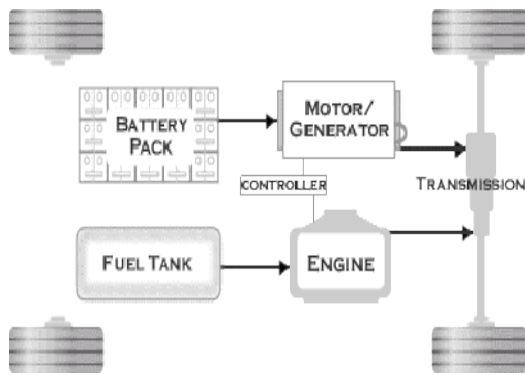 BATTERY
PACK
MOTOR/
GENERATOR
CONTROLLER
TRANSMISSION
FUEL TANK
ENGINE